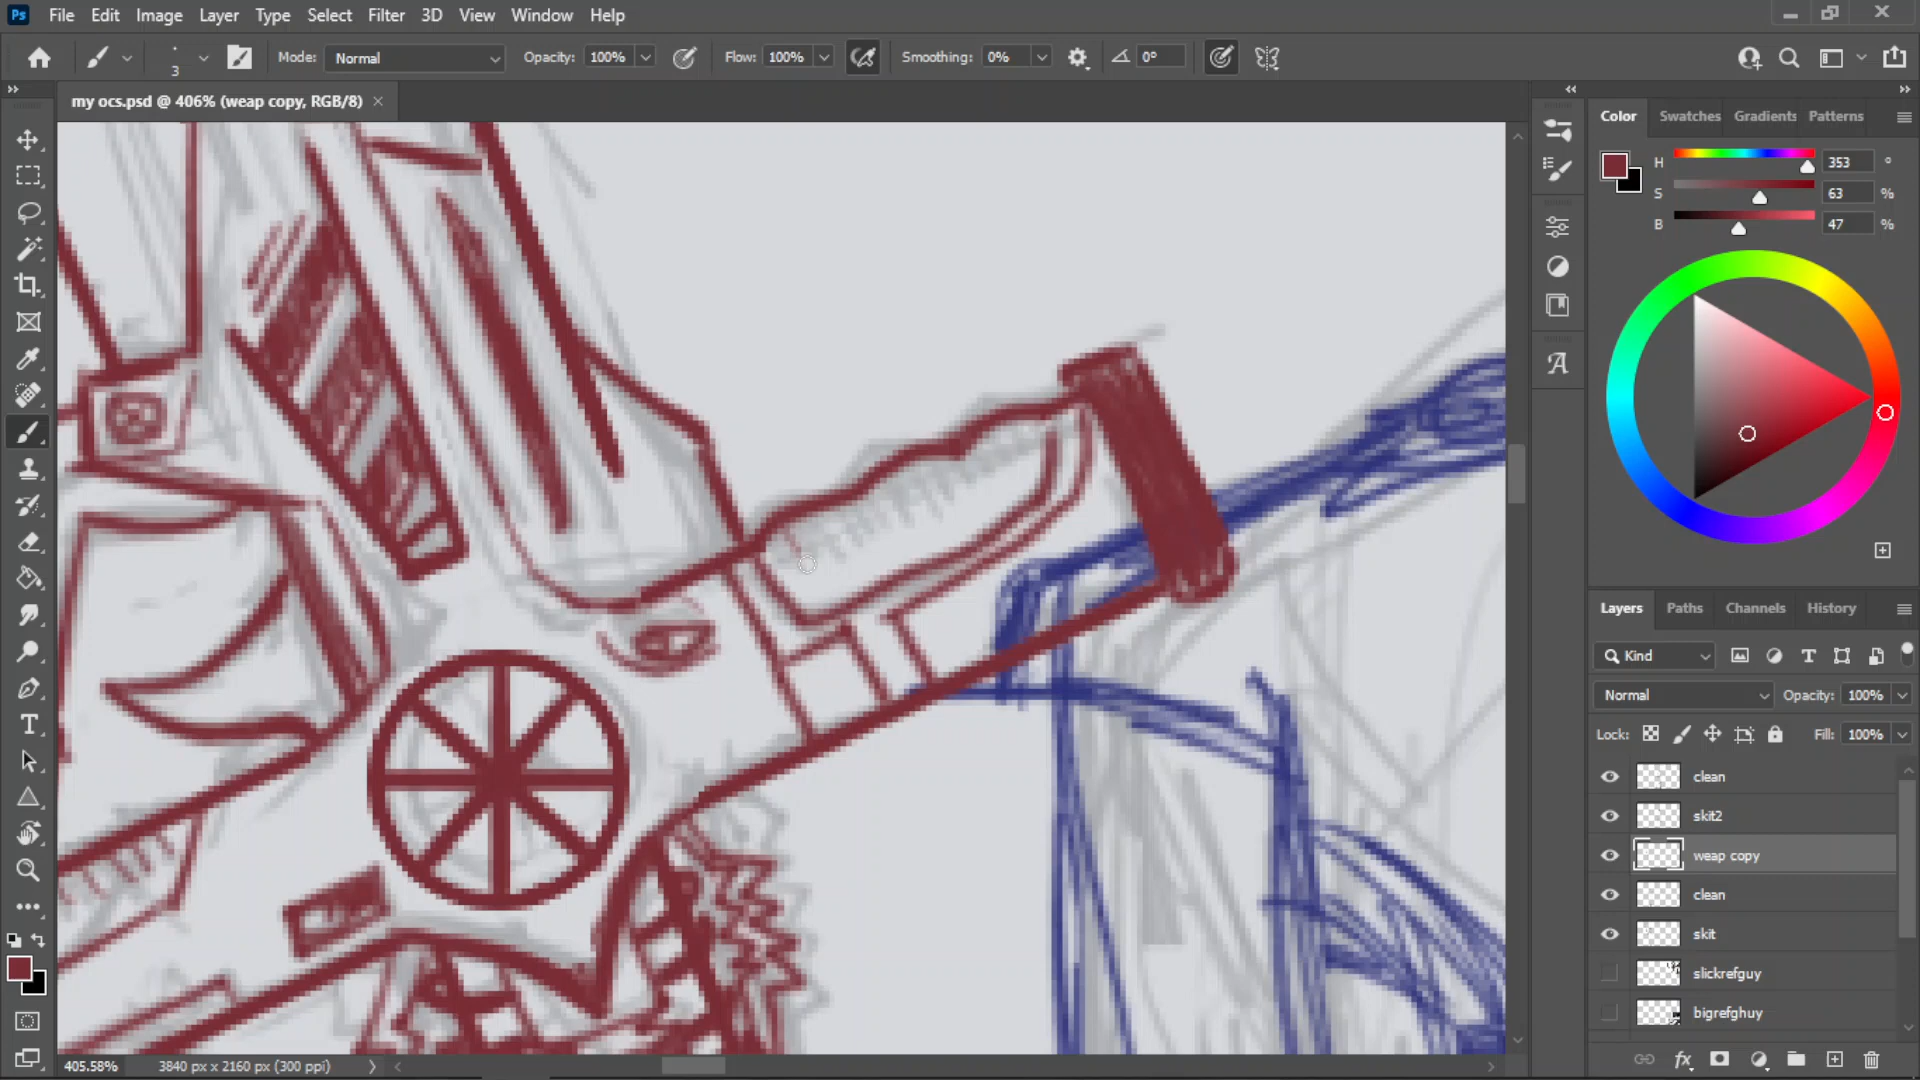 Ps File Edit Image Layer Type Select Filter 3D View Window Help
3 Mode: Normal Opacity: 100% Flow: 100% Smoothing: 0% 0°
my ocs.psd @ 406% (weap copy, RGB/8)
Color Swatches Gradients Patterns
H 353 °
S 63 %
B 47 %
A
Layers Paths Channels History
Kind
Normal Opacity: 100%
Lock: Fill: 100%
clean
skit2
weap copy
clean
skit
slickrefguy
bigrefghuy
T
fx
405.58% 3840 px x 2160 px (300 ppi)